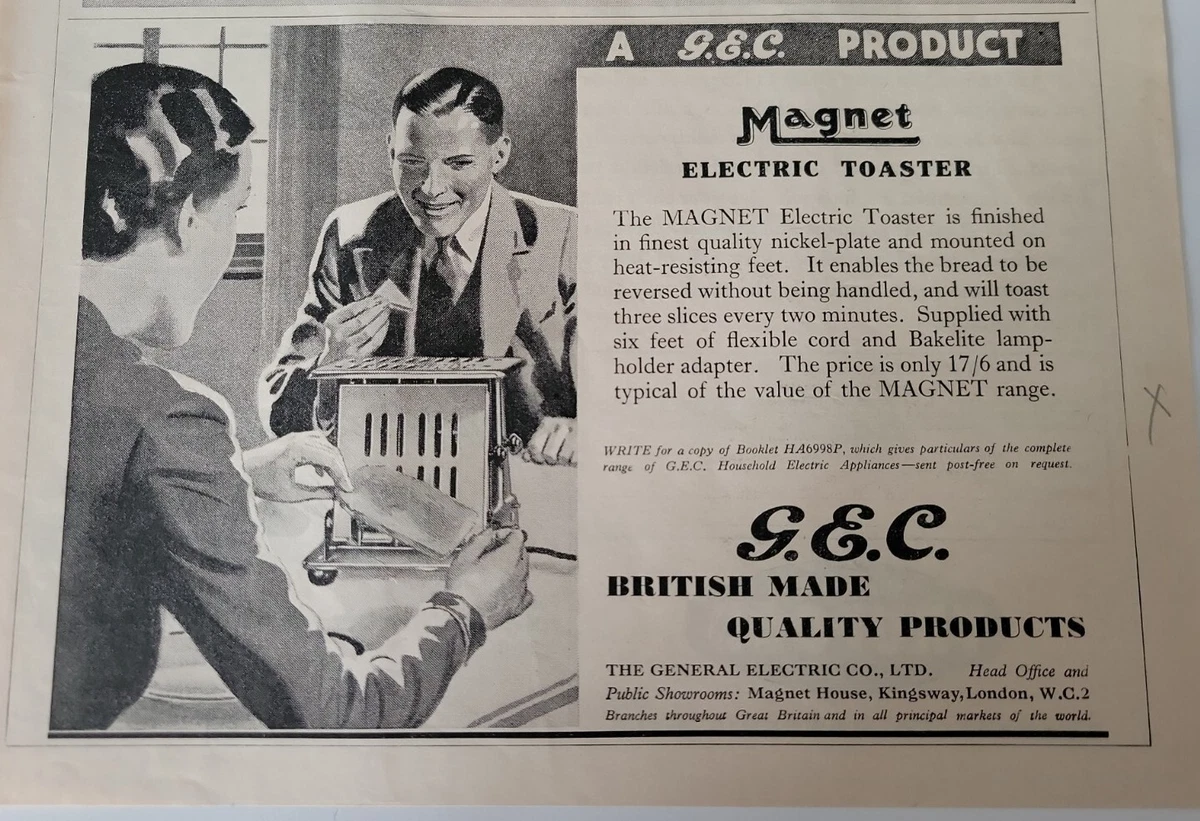 A G.E.C. PRODUCT
Magnet
ELECTRIC TOASTER
The MAGNET Electric Toaster is finished
in finest quality nickel-plate and mounted on
heat-resisting feet. It enables the bread to be
reversed without being handled, and will toast
three slices every two minutes. Supplied with
six feet of flexible cord and Bakelite lamp-
holder adapter. The price is only 17/6 and is
typical of the value of the MAGNET range.
WRITE for a copy of Booklet HA6998P, which gives particulars of the complete
range of G.E.C. Household Electric Appliances—sent post-free on request.
G.E.C.
BRITISH MADE
QUALITY PRODUCTS
THE GENERAL ELECTRIC CO., LTD. Head Office and
Public Showrooms: Magnet House, Kingsway, London, W.C.2
Branches throughout Great Britain and in all principal markets of the world.
X